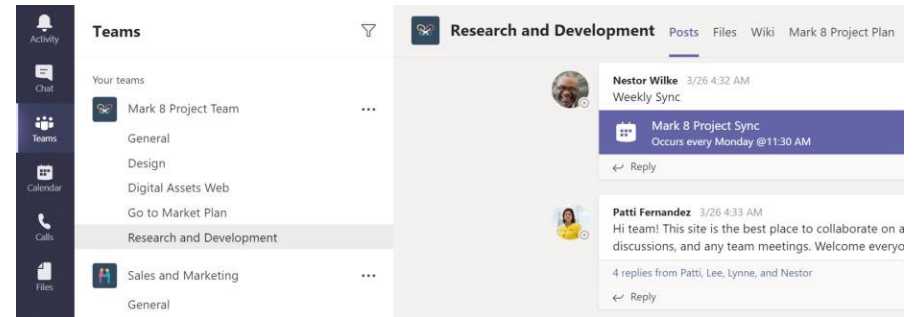 Activity
Chat
Teams
Calendar
Calls
Files
Teams
Your teams
Mark 8 Project Team
General
Design
Digital Assets Web
Go to Market Plan
Research and Development
Sales and Marketing
General
Research and Development Posts Files Wiki Mark 8 Project Plan
Nestor Wilke 3/26 4:32 AM
Weekly Sync
Mark 8 Project Sync
Occurs every Monday @11:30 AM
Reply
Patti Fernandez 3/26 4:33 AM
Hi team! This site is the best place to collaborate on a
discussions, and any team meetings. Welcome everyo
4 replies from Patti, Lee, Lynne, and Nestor
Reply